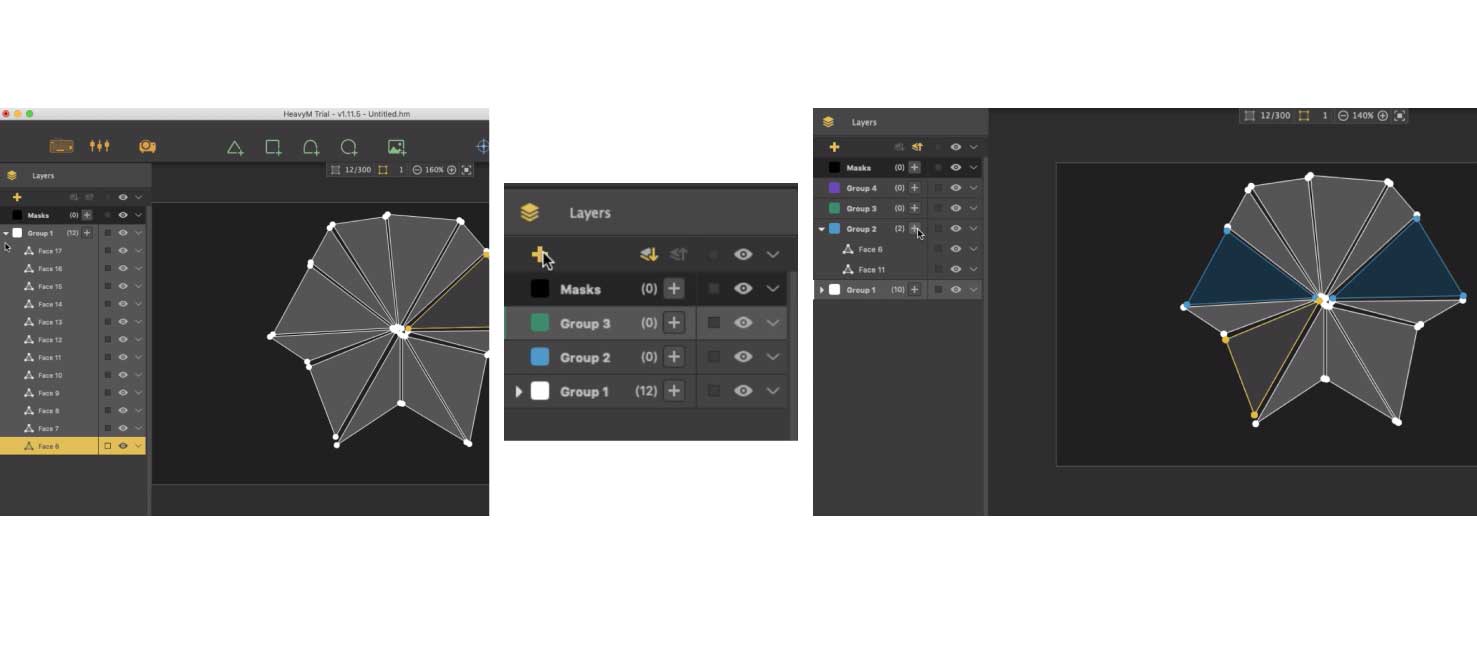 HeavyM Trial - v1.11.5 - Untitled.hm
12/300 1 160%
Layers
Masks (0)
Group 1 (12)
Face 17
Face 16
Face 15
Face 14
Face 13
Face 12
Face 11
Face 10
Face 9
Face 8
Face 7
Face 6
Layers
Masks (0)
Group 3 (0)
Group 2 (0)
Group 1 (12)
12/300 1 140%
Layers
Masks (0)
Group 4 (0)
Group 3 (0)
Group 2 (2)
Face 6
Face 11
Group 1 (10)